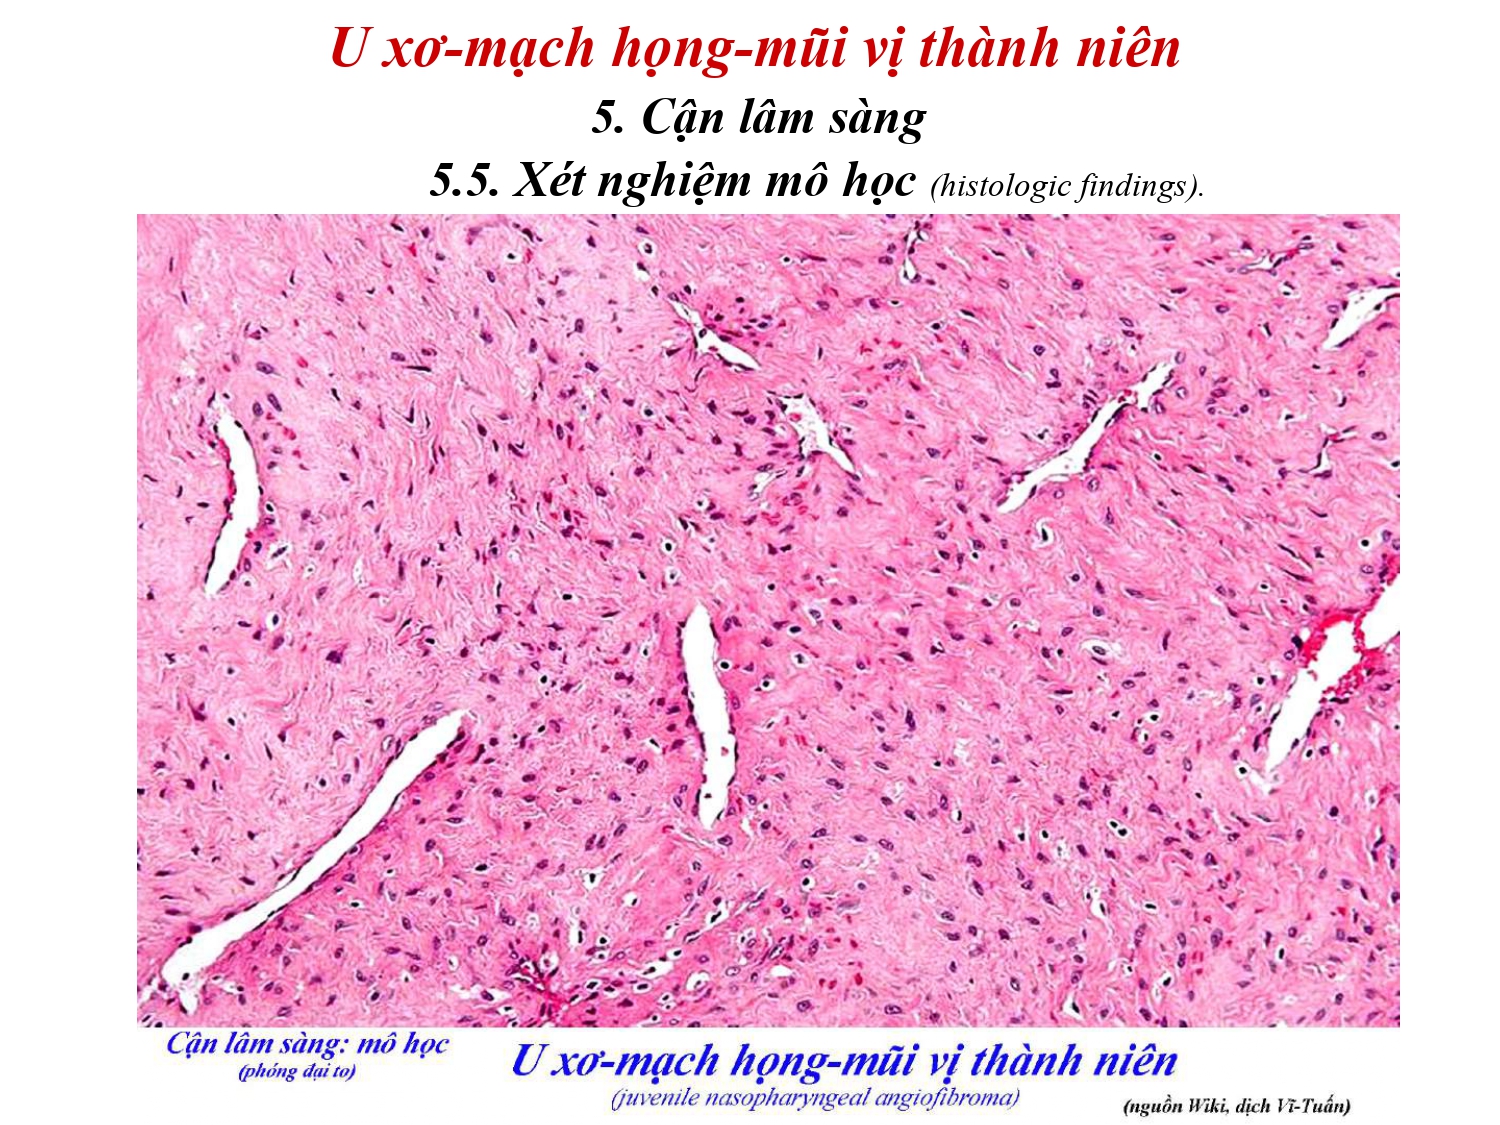 U xơ-mạch họng-mũi vị thành niên
5. Cận lâm sàng
5.5. Xét nghiệm mô học (histologic findings).
Cận lâm sàng: mô học
(phóng đại to)
U xơ-mạch họng-mũi vị thành niên
(juvenile nasopharyngeal angiofibroma)
(nguồn Wiki, dịch Vĩ-Tuấn)